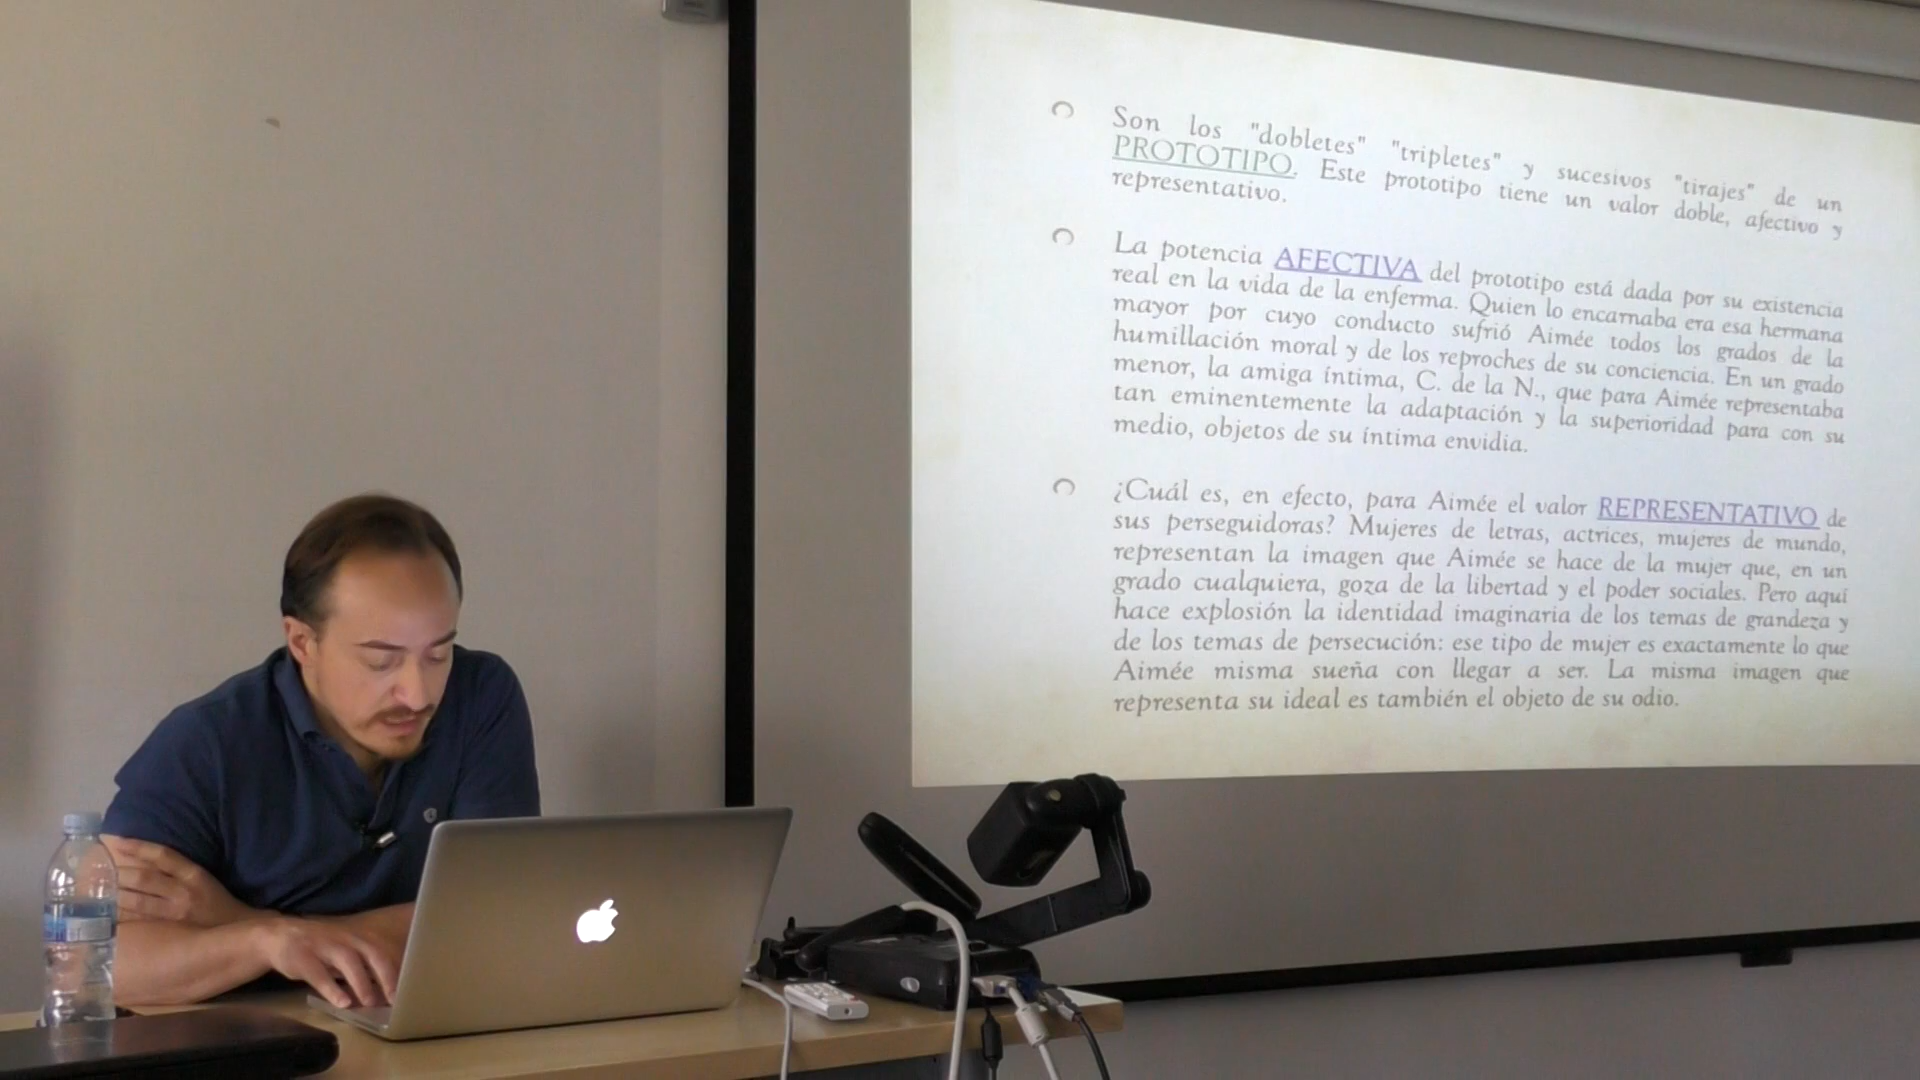 Son los "dobletes" "tripletes" y sucesivos "tirajes" de un
PROTOTIPO. Este prototipo tiene un valor doble, afectivo y
representativo.
La potencia AFECTIVA del prototipo está dada por su existencia
real en la vida de la enferma. Quien lo encarnaba era esa hermana
mayor por cuyo conducto sufrió Aimée todos los grados de la
humillación moral y de los reproches de su conciencia. En un grado
menor, la amiga íntima, C. de la N., que para Aimée representaba
tan eminentemente la adaptación y la superioridad para con su
medio, objetos de su íntima envidia.
¿Cuál es, en efecto, para Aimée el valor REPRESENTATIVO de
sus perseguidoras? Mujeres de letras, actrices, mujeres de mundo,
representan la imagen que Aimée se hace de la mujer que, en un
grado cualquiera, goza de la libertad y el poder sociales. Pero aquí
hace explosión la identidad imaginaria de los temas de grandeza y
de los temas de persecución: ese tipo de mujer es exactamente lo que
Aimée misma sueña con llegar a ser. La misma imagen que
representa su ideal es también el objeto de su odio.